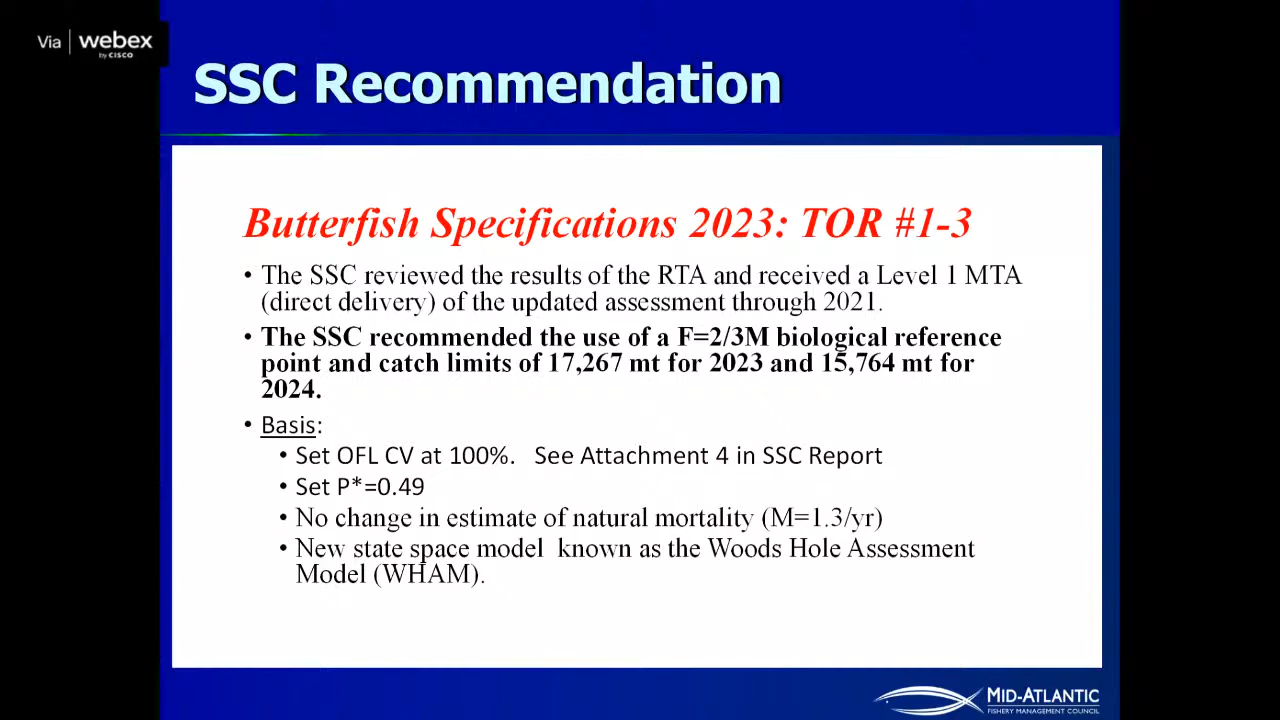 Via webex
by CISCO
SSC Recommendation
Butterfish Specifications 2023: TOR #1-3
• The SSC reviewed the results of the RTA and received a Level 1 MTA
(direct delivery) of the updated assessment through 2021.
• The SSC recommended the use of a F=2/3M biological reference
point and catch limits of 17,267 mt for 2023 and 15,764 mt for
2024.
• Basis:
• Set OFL CV at 100%. See Attachment 4 in SSC Report
• Set P*=0.49
• No change in estimate of natural mortality (M=1.3/yr)
• New state space model known as the Woods Hole Assessment
Model (WHAM).
MID-ATLANTIC
FISHERY MANAGEMENT COUNCIL